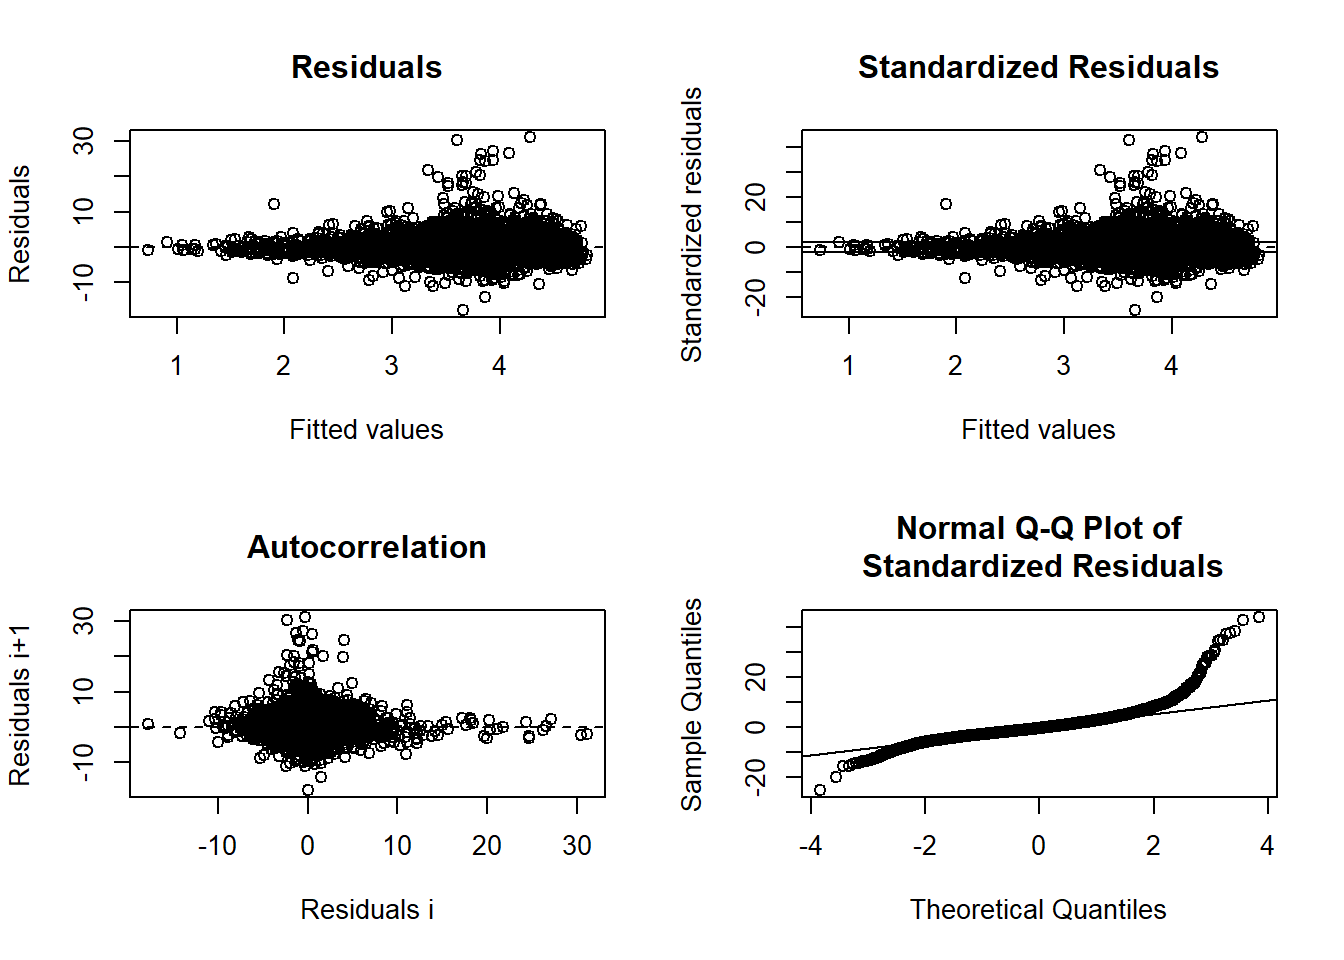 Residuals
Residuals
30
10
-10
1 2 3 4
Fitted values
Standardized Residuals
Standardized residuals
20
0
-20
1 2 3 4
Fitted values
Autocorrelation
Residuals i+1
30
10
-10
-10 0 10 20 30
Residuals i
Normal Q-Q Plot of
Standardized Residuals
Sample Quantiles
20
0
-20
-4 -2 0 2 4
Theoretical Quantiles